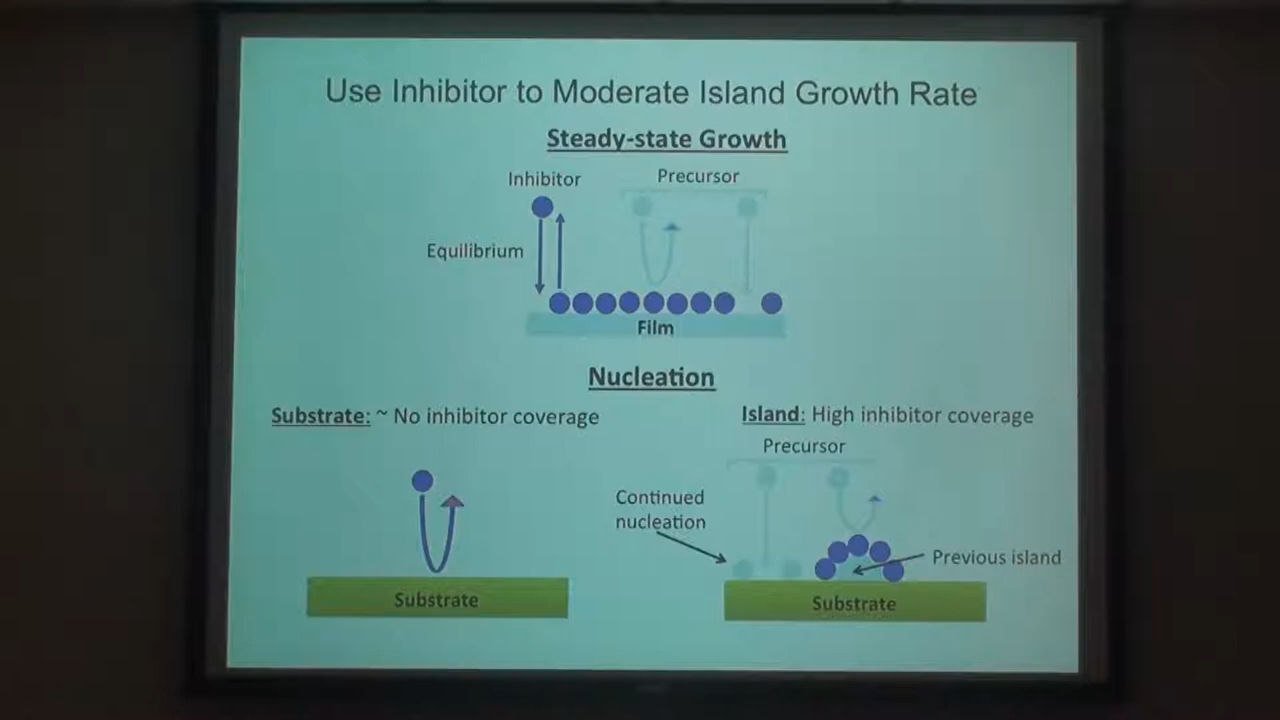 Use Inhibitor to Moderate Island Growth Rate
Steady-state Growth
Inhibitor
Precursor
Equilibrium
Film
Nucleation
Substrate: ~ No inhibitor coverage
Island: High inhibitor coverage
Precursor
Continued
nucleation
Previous island
Substrate
Substrate